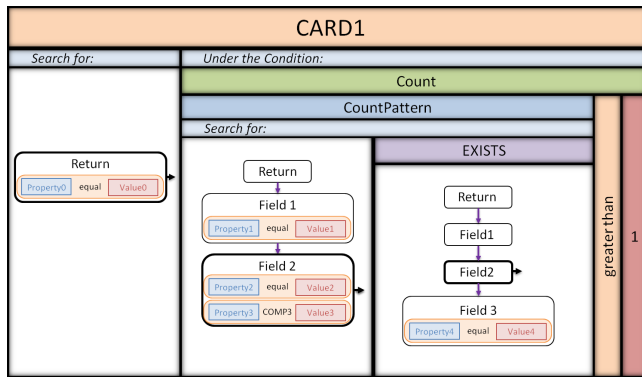 CARD1
Search for:
Under the Condition:
Count
CountPattern
Search for:
EXISTS
greater than
1
Return
Property0 equal Value0
Return
Field 1
Property1 equal Value1
Field 2
Property2 equal Value2
Property3 COMP3 Value3
Return
Field1
Field2
Field 3
Property4 equal Value4